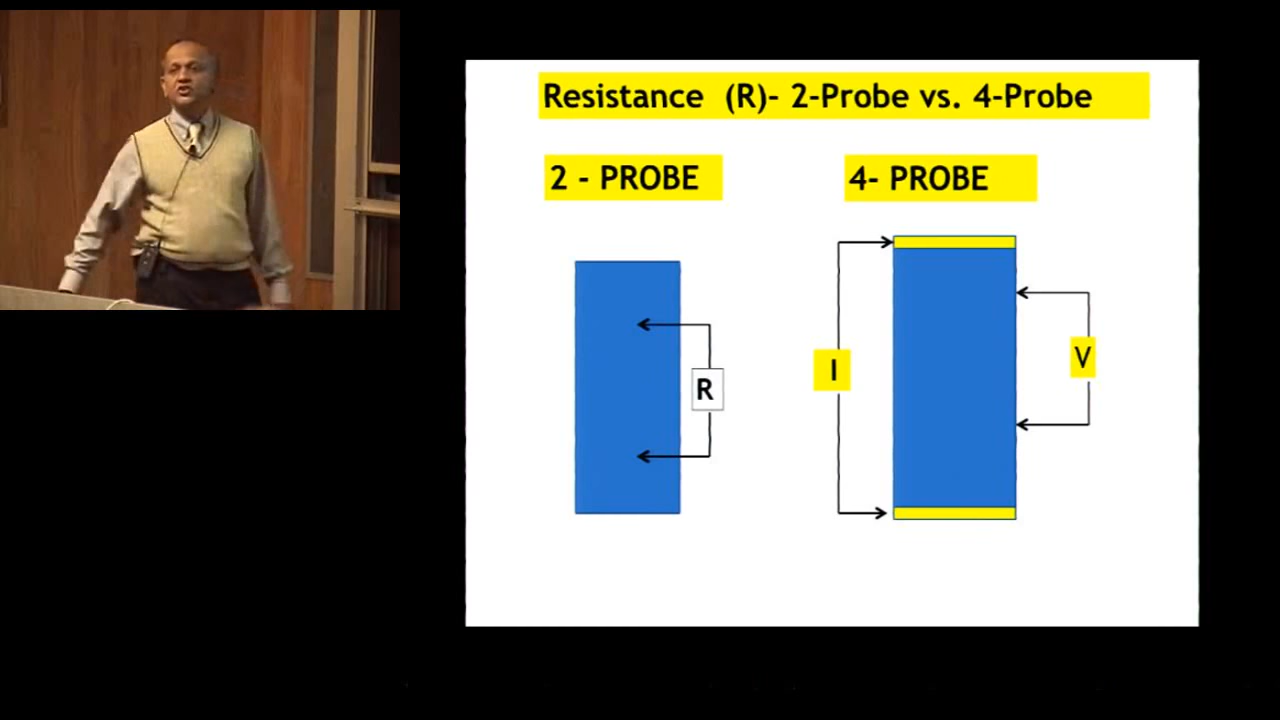 Resistance (R)- 2-Probe vs. 4-Probe
2 - PROBE
4- PROBE
R
I
V